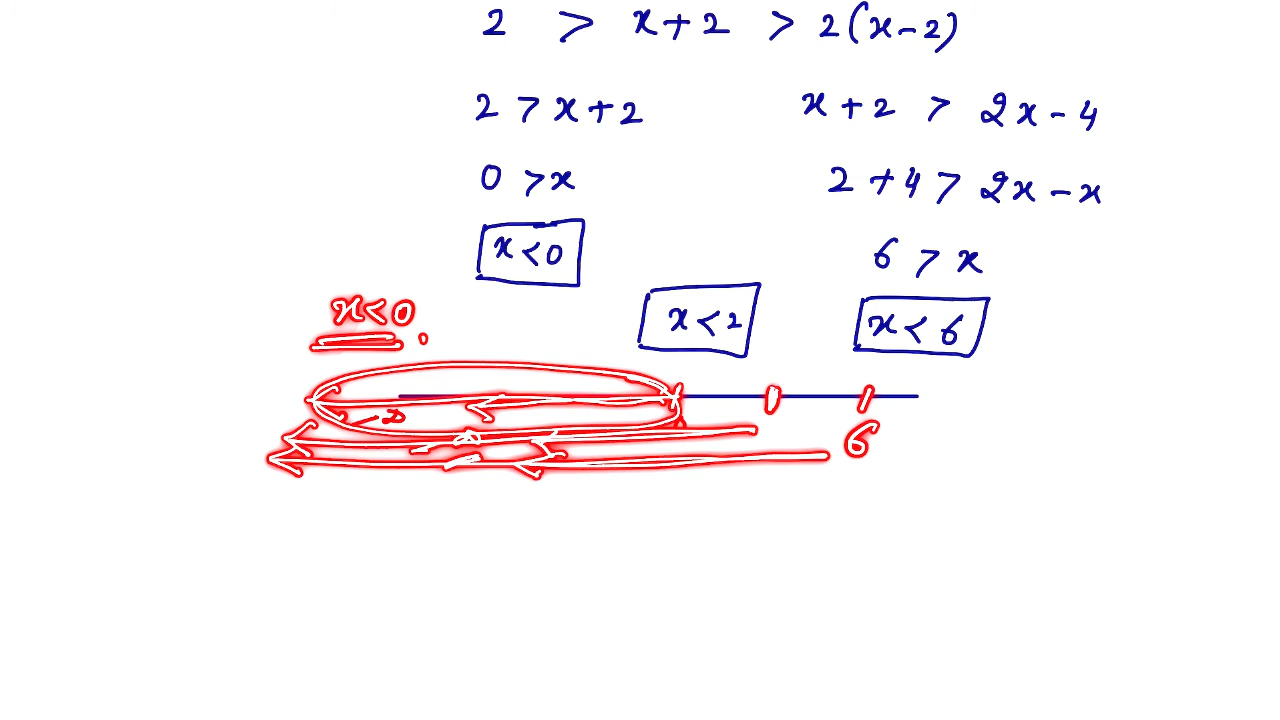 2 > x + 2 > 2(x - 2)
2 > x + 2 x + 2 > 2x - 4
0 > x 2 + 4 > 2x - x
x < 0 6 > x
x < 0 x < 2 x < 6
6